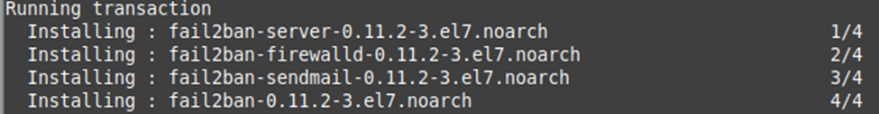 Running transaction
  Installing : fail2ban-server-0.11.2-3.el7.noarch 1/4
  Installing : fail2ban-firewalld-0.11.2-3.el7.noarch 2/4
  Installing : fail2ban-sendmail-0.11.2-3.el7.noarch 3/4
  Installing : fail2ban-0.11.2-3.el7.noarch 4/4